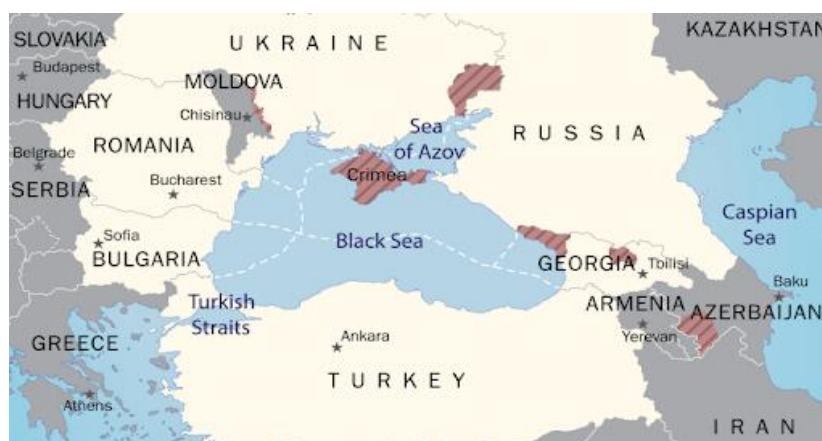 SLOVAKIA
UKRAINE
KAZAKHSTAN
Budapest
MOLDOVA
HUNGARY
Chisinau
Sea
of Azov
RUSSIA
ROMANIA
Belgrade
Crimea
SERBIA
Bucharest
Caspian
Sea
Sofia
Black Sea
BULGARIA
GEORGIA
Tbilisi
Baku
Turkish
Straits
ARMENIA
AZERBAIJAN
GREECE
Ankara
Yerevan
TURKEY
Athens
IRAN